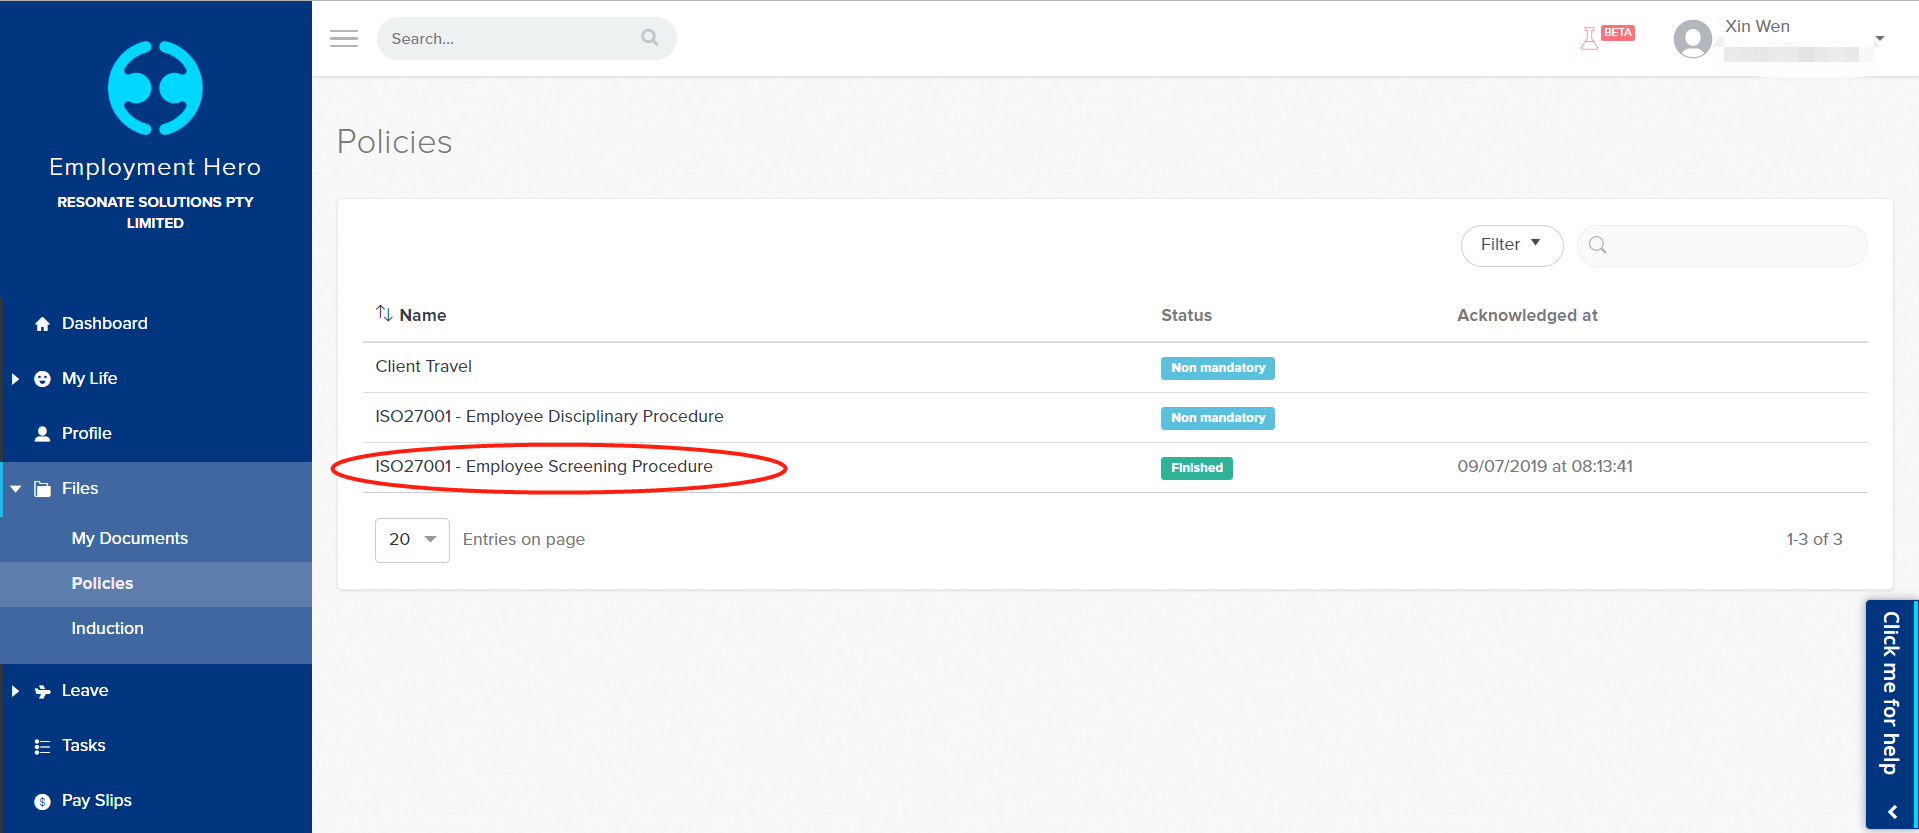 Employment Hero
RESONATE SOLUTIONS PTY
LIMITED
Dashboard
My Life
Profile
Files
My Documents
Policies
Induction
Leave
Tasks
Pay Slips
Search...
BETA
Xin Wen
Policies
Filter
Name Status Acknowledged at
Client Travel Non mandatory
ISO27001 - Employee Disciplinary Procedure Non mandatory
ISO27001 - Employee Screening Procedure Finished 09/07/2019 at 08:13:41
20 Entries on page 1-3 of 3
Click me for help